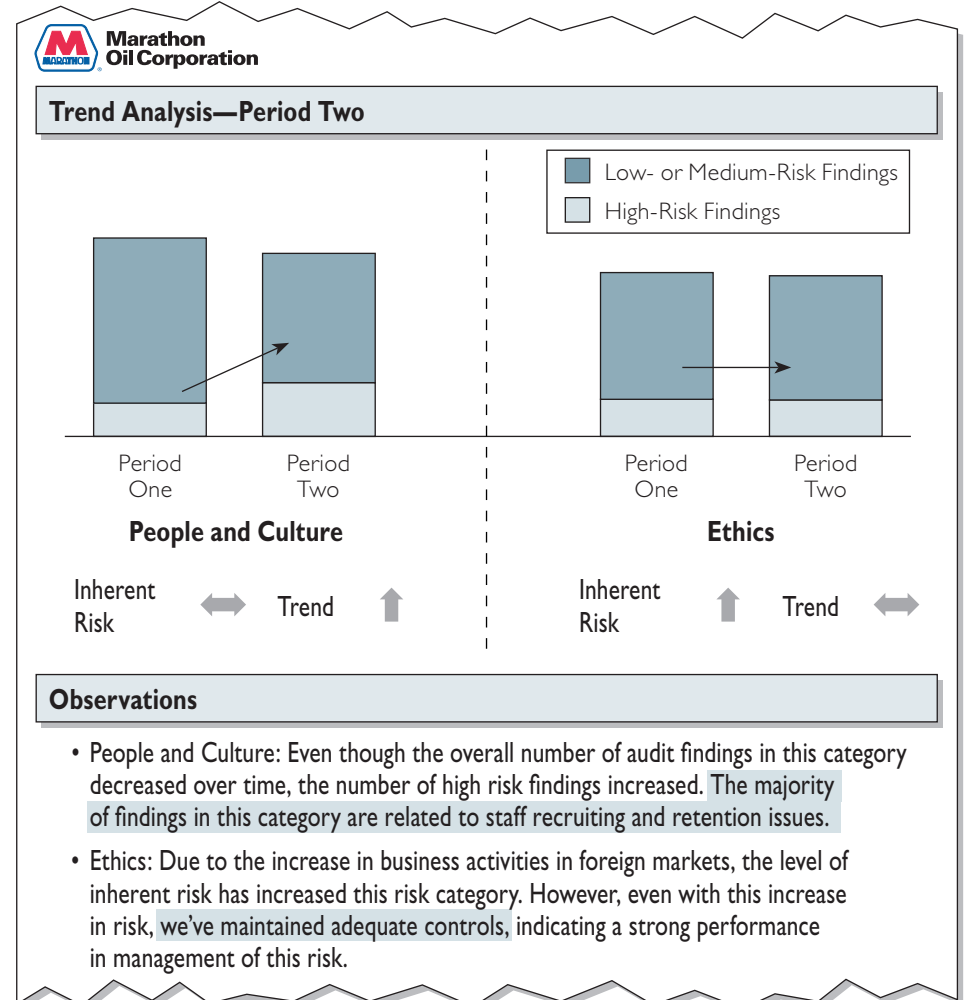 Marathon
Oil Corporation
MARATHON
Trend Analysis—Period Two
Low- or Medium-Risk Findings
High-Risk Findings
Period
One
Period
Two
Period
One
Period
Two
People and Culture
Ethics
Inherent
Risk
Trend
Inherent
Risk
Trend
Observations
• People and Culture: Even though the overall number of audit findings in this category
decreased over time, the number of high risk findings increased. The majority
of findings in this category are related to staff recruiting and retention issues.
• Ethics: Due to the increase in business activities in foreign markets, the level of
inherent risk has increased this risk category. However, even with this increase
in risk, we’ve maintained adequate controls, indicating a strong performance
in management of this risk.